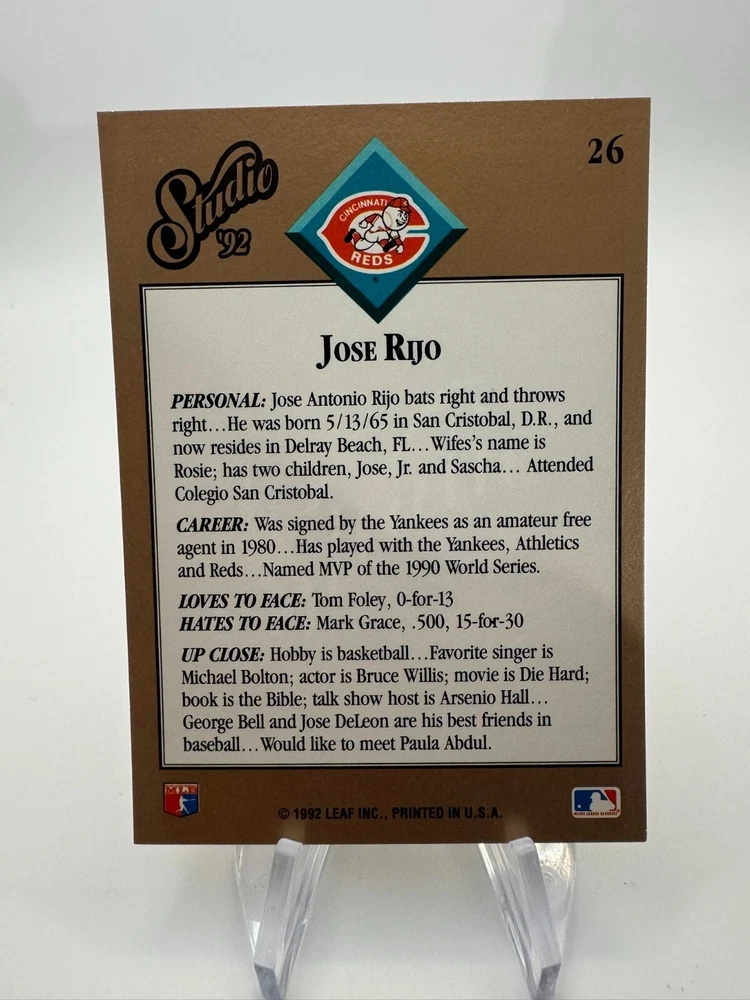 Studio
'92
26
CINCINNATI
REDS
JOSE RIJO
PERSONAL: Jose Antonio Rijo bats right and throws
right...He was born 5/13/65 in San Cristobal, D.R., and
now resides in Delray Beach, FL...Wifes's name is
Rosie; has two children, Jose, Jr. and Sascha... Attended
Colegio San Cristobal.
CAREER: Was signed by the Yankees as an amateur free
agent in 1980...Has played with the Yankees, Athletics
and Reds...Named MVP of the 1990 World Series.
LOVES TO FACE: Tom Foley, 0-for-13
HATES TO FACE: Mark Grace, .500, 15-for-30
UP CLOSE: Hobby is basketball...Favorite singer is
Michael Bolton; actor is Bruce Willis; movie is Die Hard;
book is the Bible; talk show host is Arsenio Hall...
George Bell and Jose DeLeon are his best friends in
baseball...Would like to meet Paula Abdul.
MLB
© 1992 LEAF INC., PRINTED IN U.S.A.
MAJOR LEAGUE BASEBALL